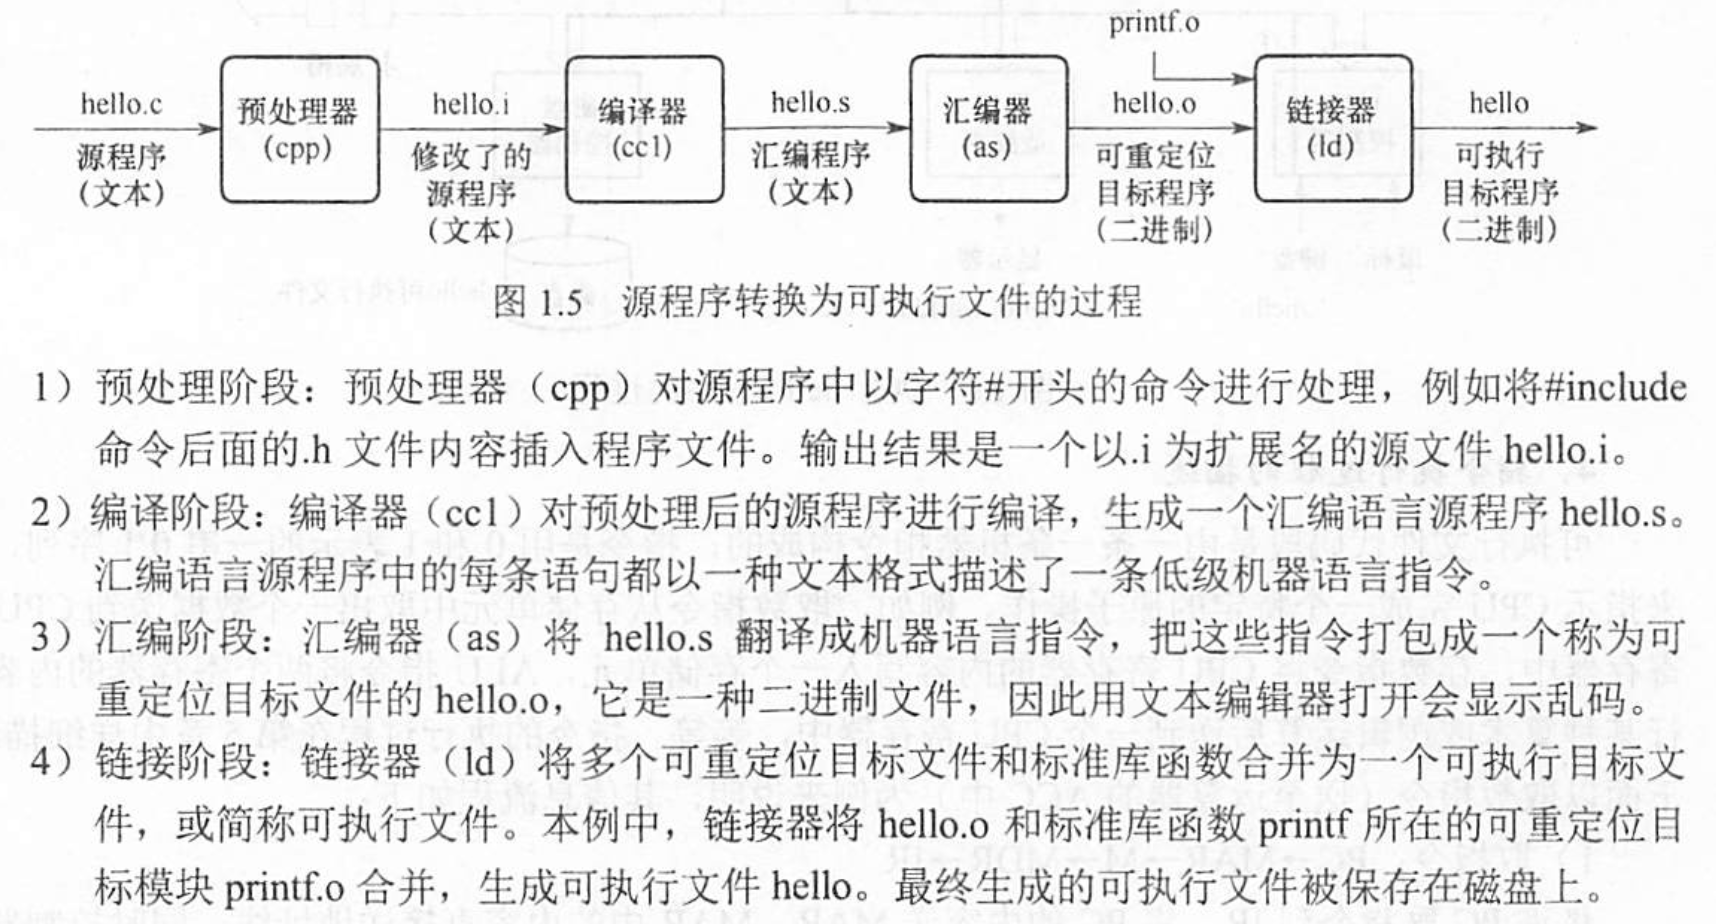 printf.o
hello.c
hello.i
hello.s
hello.o
hello
预处理器
(cpp)
编译器
(cc1)
汇编器
(as)
链接器
(ld)
源程序
(文本)
修改了的
源程序
(文本)
汇编程序
(文本)
可重定位
目标程序
(二进制)
可执行
目标程序
(二进制)
图 1.5 源程序转换为可执行文件的过程
1）预处理阶段：预处理器（cpp）对源程序中以字符#开头的命令进行处理，例如将#include
命令后面的.h 文件内容插入程序文件。输出结果是一个以.i 为扩展名的源文件 hello.i。
2）编译阶段：编译器（cc1）对预处理后的源程序进行编译，生成一个汇编语言源程序 hello.s。
汇编语言源程序中的每条语句都以一种文本格式描述了一条低级机器语言指令。
3）汇编阶段：汇编器（as）将 hello.s 翻译成机器语言指令，把这些指令打包成一个称为可
重定位目标文件的 hello.o，它是一种二进制文件，因此用文本编辑器打开会显示乱码。
4）链接阶段：链接器（ld）将多个可重定位目标文件和标准库函数合并为一个可执行目标文
件，或简称可执行文件。本例中，链接器将 hello.o 和标准库函数 printf 所在的可重定位目
标模块 printf.o 合并，生成可执行文件 hello。最终生成的可执行文件被保存在磁盘上。